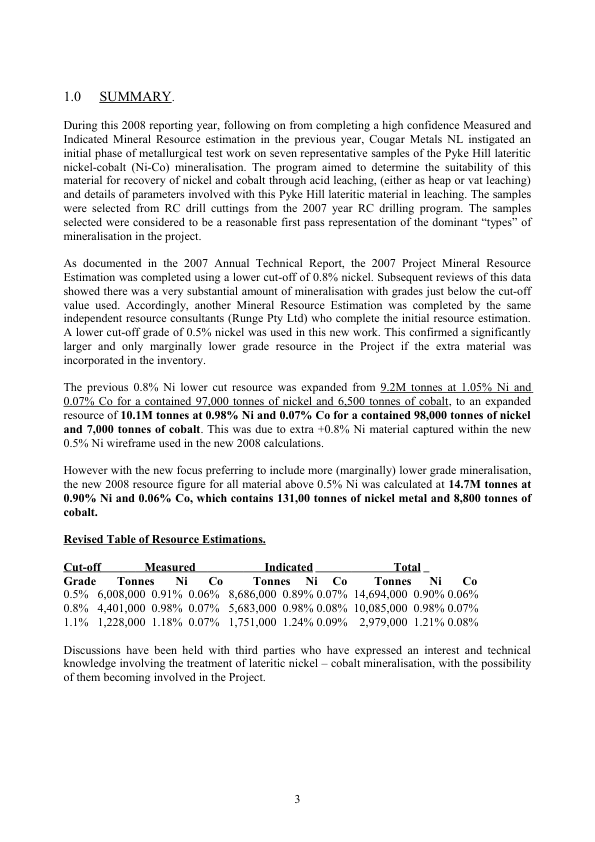 1.0 SUMMARY.
During this 2008 reporting year, following on from completing a high confidence Measured and
Indicated Mineral Resource estimation in the previous year, Cougar Metals NL instigated an
initial phase of metallurgical test work on seven representative samples of the Pyke Hill lateritic
nickel-cobalt (Ni-Co) mineralisation. The program aimed to determine the suitability of this
material for recovery of nickel and cobalt through acid leaching, (either as heap or vat leaching)
and details of parameters involved with this Pyke Hill lateritic material in leaching. The samples
were selected from RC drill cuttings from the 2007 year RC drilling program. The samples
selected were considered to be a reasonable first pass representation of the dominant “types” of
mineralisation in the project.
As documented in the 2007 Annual Technical Report, the 2007 Project Mineral Resource
Estimation was completed using a lower cut-off of 0.8% nickel. Subsequent reviews of this data
showed there was a very substantial amount of mineralisation with grades just below the cut-off
value used. Accordingly, another Mineral Resource Estimation was completed by the same
independent resource consultants (Runge Pty Ltd) who complete the initial resource estimation.
A lower cut-off grade of 0.5% nickel was used in this new work. This confirmed a significantly
larger and only marginally lower grade resource in the Project if the extra material was
incorporated in the inventory.
The previous 0.8% Ni lower cut resource was expanded from 9.2M tonnes at 1.05% Ni and
0.07% Co for a contained 97,000 tonnes of nickel and 6,500 tonnes of cobalt, to an expanded
resource of 10.1M tonnes at 0.98% Ni and 0.07% Co for a contained 98,000 tonnes of nickel
and 7,000 tonnes of cobalt. This was due to extra +0.8% Ni material captured within the new
0.5% Ni wireframe used in the new 2008 calculations.
However with the new focus preferring to include more (marginally) lower grade mineralisation,
the new 2008 resource figure for all material above 0.5% Ni was calculated at 14.7M tonnes at
0.90% Ni and 0.06% Co, which contains 131,00 tonnes of nickel metal and 8,800 tonnes of
cobalt.
Revised Table of Resource Estimations.
Cut-off Measured Indicated Total
Grade Tonnes Ni Co Tonnes Ni Co Tonnes Ni Co
0.5% 6,008,000 0.91% 0.06% 8,686,000 0.89% 0.07% 14,694,000 0.90% 0.06%
0.8% 4,401,000 0.98% 0.07% 5,683,000 0.98% 0.08% 10,085,000 0.98% 0.07%
1.1% 1,228,000 1.18% 0.07% 1,751,000 1.24% 0.09% 2,979,000 1.21% 0.08%
Discussions have been held with third parties who have expressed an interest and technical
knowledge involving the treatment of lateritic nickel – cobalt mineralisation, with the possibility
of them becoming involved in the Project.
3